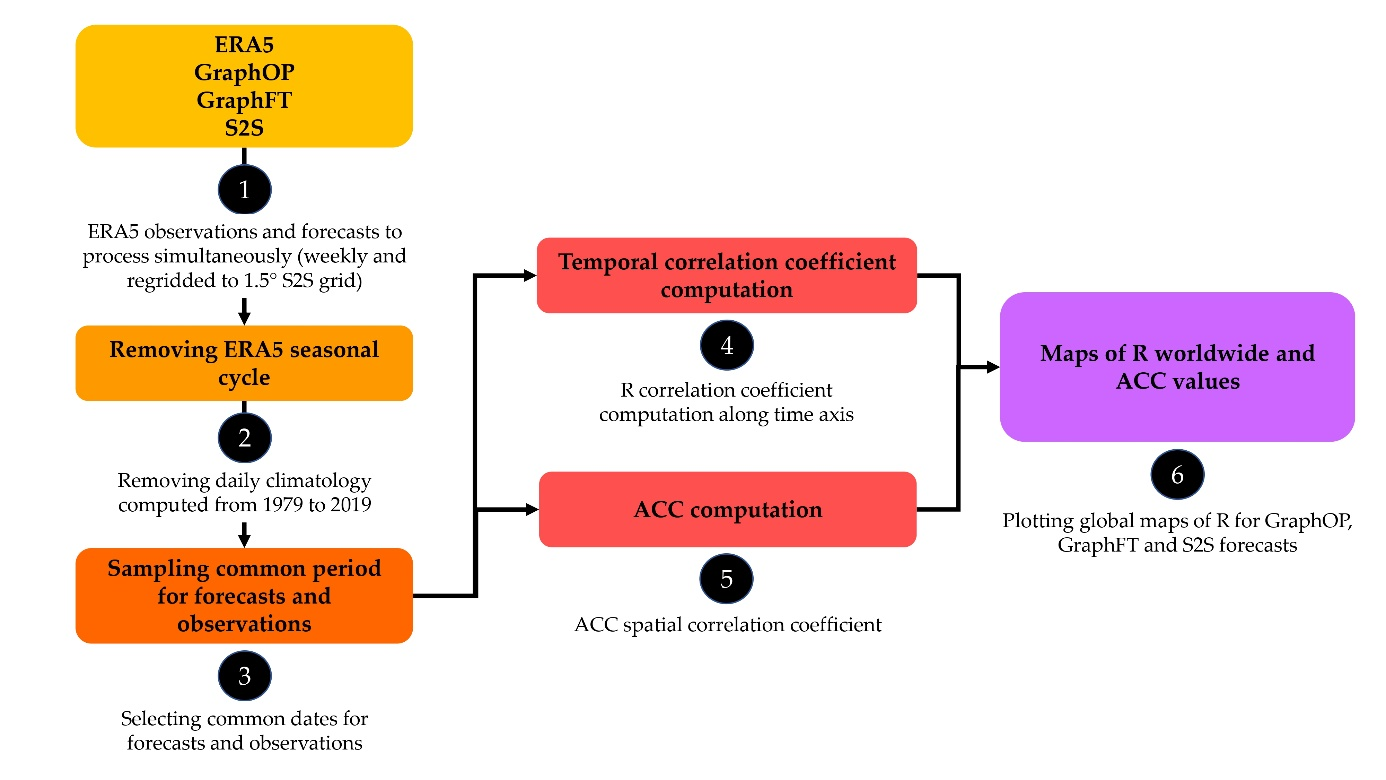 ERA5
GraphOP
GraphFT
S2S
1
ERA5 observations and forecasts to
process simultaneously (weekly and
regridded to 1.5° S2S grid)
Removing ERA5 seasonal
cycle
2
Removing daily climatology
computed from 1979 to 2019
Sampling common period
for forecasts and
observations
3
Selecting common dates for
forecasts and observations
Temporal correlation coefficient
computation
4
R correlation coefficient
computation along time axis
ACC computation
5
ACC spatial correlation coefficient
Maps of R worldwide and
ACC values
6
Plotting global maps of R for GraphOP,
GraphFT and S2S forecasts